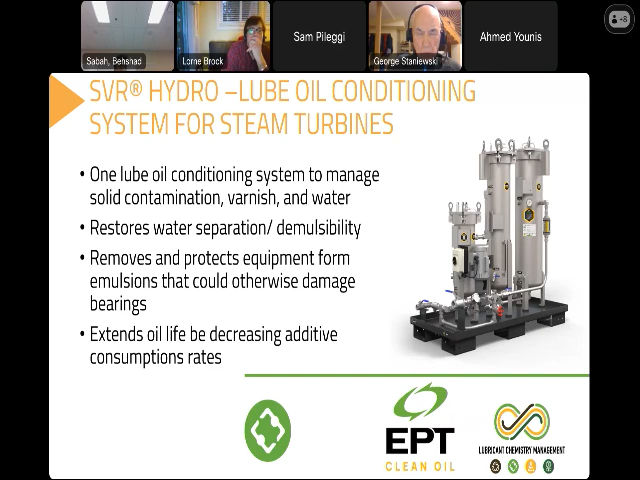 +8
Sabah, Behshad
Lorne Brock
Sam Pileggi
George Staniewski
Ahmed Younis
SVR® HYDRO –LUBE OIL CONDITIONING
SYSTEM FOR STEAM TURBINES
• One lube oil conditioning system to manage
solid contamination, varnish, and water
• Restores water separation/ demulsibility
• Removes and protects equipment form
emulsions that could otherwise damage
bearings
• Extends oil life be decreasing additive
consumptions rates
EPT
CLEAN OIL
LUBRICANT CHEMISTRY MANAGEMENT